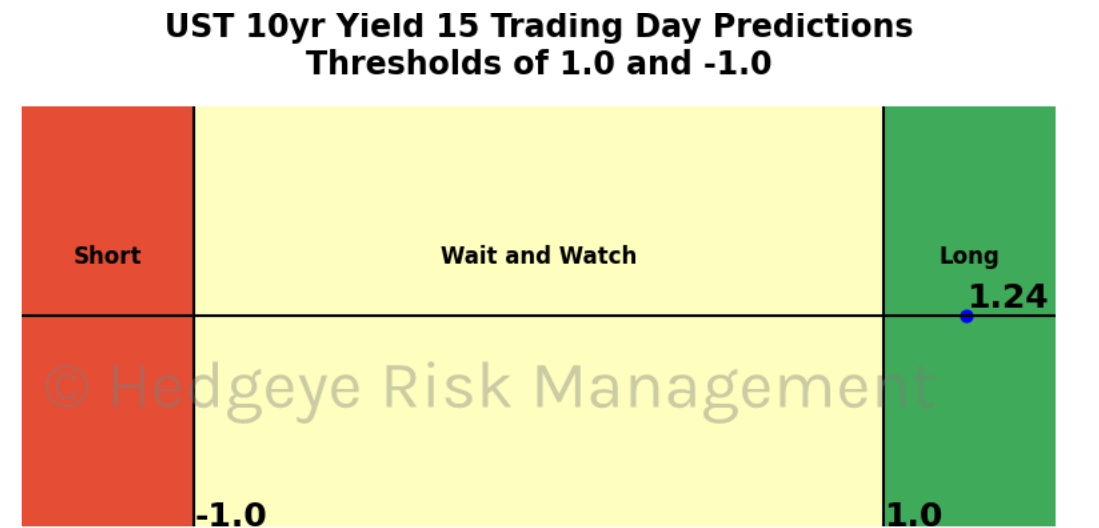 UST 10yr Yield 15 Trading Day Predictions
Thresholds of 1.0 and -1.0
Short
Wait and Watch
Long
1.24
© Hedgeye Risk Management
-1.0
1.0